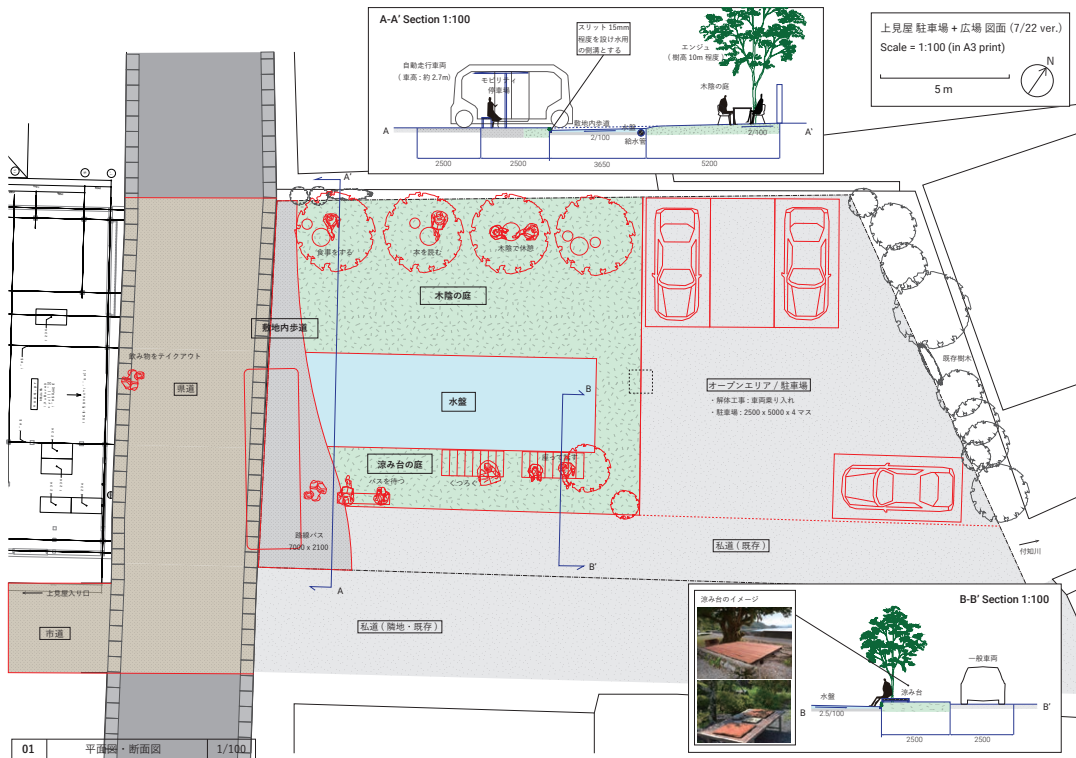 A-A’ Section 1:100
スリット 15mm
程度を設け水用
の側溝とする
自動走行車両
( 車高 : 約 2.7m)
モビリティ
停車場
エンジュ
( 樹高 10m 程度 )
木陰の庭
A
敷地内歩道
水盤
2/100
給水管
2/100
A’
2500
2500
3650
5200
上見屋 駐車場 + 広場 図面 (7/22 ver.)
Scale = 1:100 (in A3 print)
5 m
N
A’
食事をする
本を読む
木陰で休憩
木陰の庭
敷地内歩道
飲み物をテイクアウト
県道
水盤
B
オープンエリア / 駐車場
・解体工事 : 車両乗り入れ
・駐車場 : 2500 x 5000 x 4 マス
既存樹木
涼み台の庭
バスを待つ
くつろぐ
座って話す
路線バス
7000 x 2100
私道 ( 既存 )
付知川
B’
A
上見屋入り口
市道
私道 ( 隣地・既存 )
涼み台のイメージ
B-B’ Section 1:100
一般車両
水盤
涼み台
B
2.5/100
B’
2500
2500
01
平面図・断面図
1/100